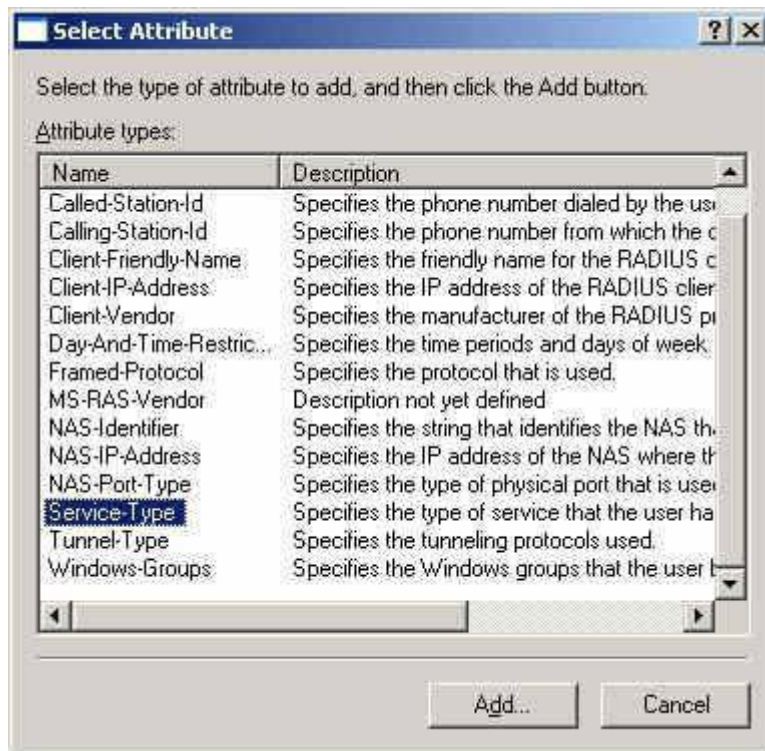 Select Attribute
Select the type of attribute to add, and then click the Add button.
Attribute types:
Name Description
Called-Station-Id Specifies the phone number dialed by the use
Calling-Station-Id Specifies the phone number from which the c
Client-Friendly-Name Specifies the friendly name for the RADIUS c
Client-IP-Address Specifies the IP address of the RADIUS clier
Client-Vendor Specifies the manufacturer of the RADIUS pr
Day-And-Time-Restric... Specifies the time periods and days of week
Framed-Protocol Specifies the protocol that is used.
MS-RAS-Vendor Description not yet defined
NAS-Identifier Specifies the string that identifies the NAS tha
NAS-IP-Address Specifies the IP address of the NAS where th
NAS-Port-Type Specifies the type of physical port that is used
Service-Type Specifies the type of service that the user ha
Tunnel-Type Specifies the tunneling protocols used.
Windows-Groups Specifies the Windows groups that the user b
Add... Cancel